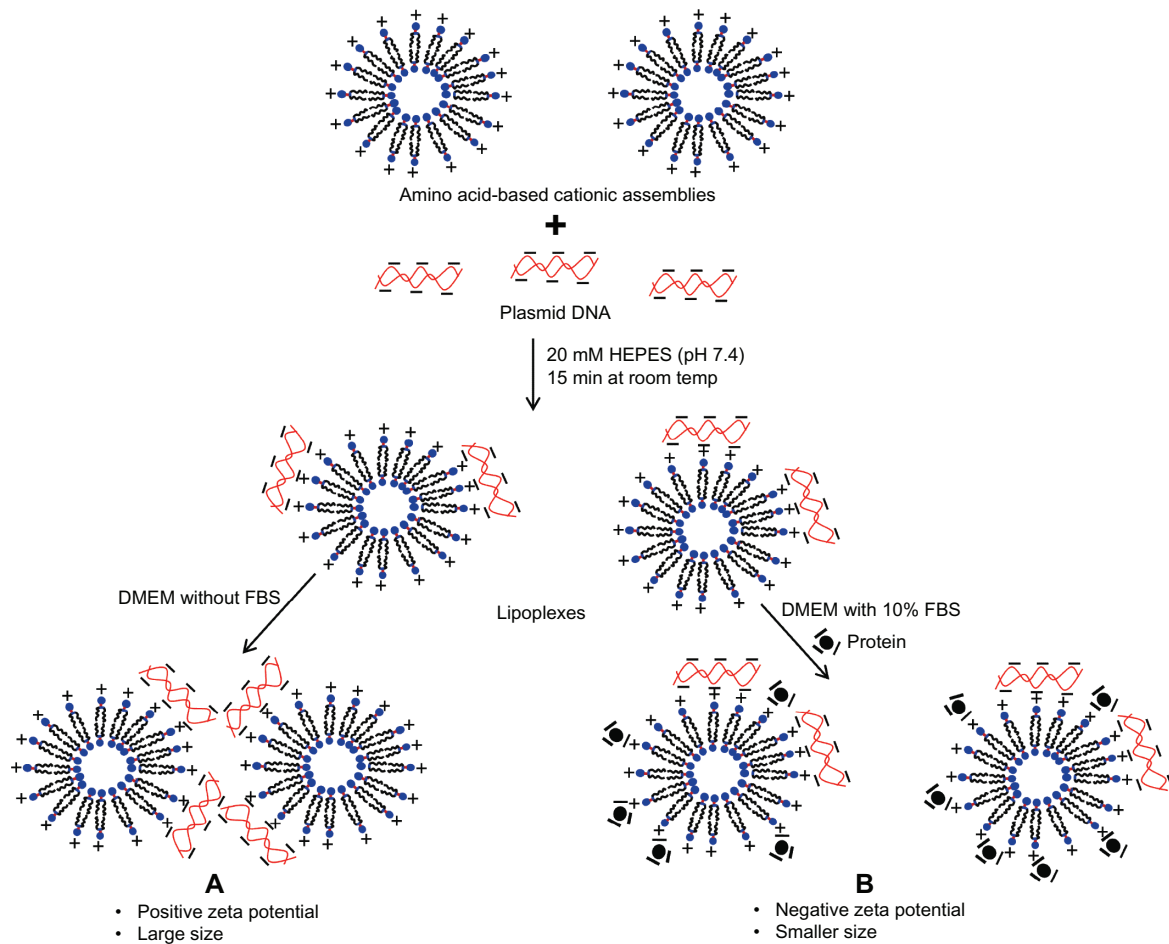 Amino acid-based cationic assemblies
+
Plasmid DNA
20 mM HEPES (pH 7.4)
15 min at room temp
DMEM without FBS
Lipoplexes
DMEM with 10% FBS
Protein
A
• Positive zeta potential
• Large size
B
• Negative zeta potential
• Smaller size